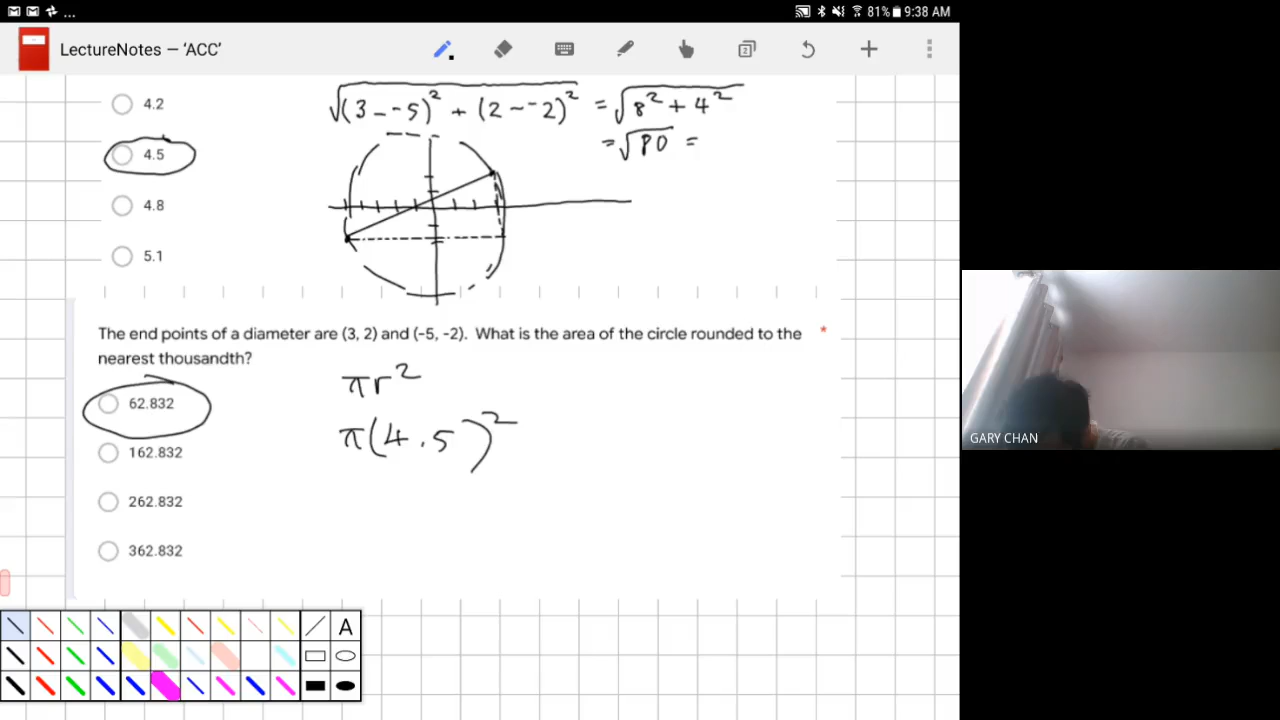 ... 81% 9:38 AM
LectureNotes – 'ACC'
2
4.2
√(3--5)² + (2--2)² = √8² + 4²
= √80 =
4.5
4.8
5.1
The end points of a diameter are (3, 2) and (-5, -2). What is the area of the circle rounded to the *
nearest thousandth?
πr²
62.832
π(4.5)²
162.832
262.832
362.832
A
GARY CHAN